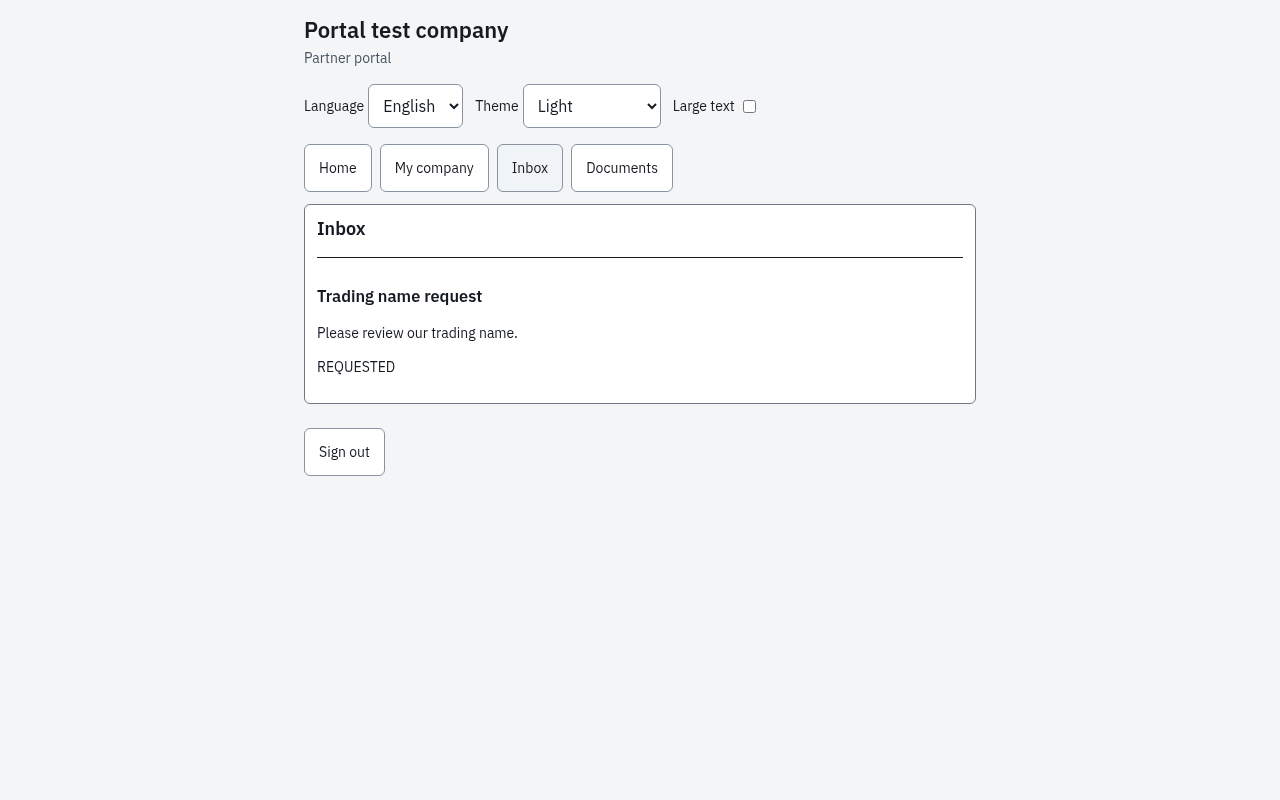 Portal test company
Partner portal
Language English Theme Light Large text
Home My company Inbox Documents
Inbox
Trading name request
Please review our trading name.
REQUESTED
Sign out